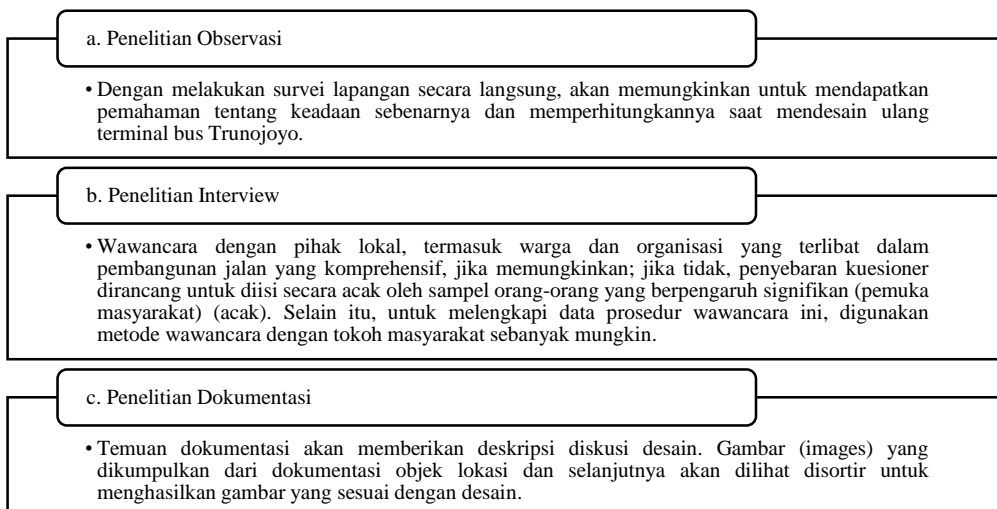 a. Penelitian Observasi
• Dengan melakukan survei lapangan secara langsung, akan memungkinkan untuk mendapatkan
pemahaman tentang keadaan sebenarnya dan memperhitungkannya saat mendesain ulang
terminal bus Trunojoyo.
b. Penelitian Interview
• Wawancara dengan pihak lokal, termasuk warga dan organisasi yang terlibat dalam
pembangunan jalan yang komprehensif, jika memungkinkan; jika tidak, penyebaran kuesioner
dirancang untuk diisi secara acak oleh sampel orang-orang yang berpengaruh signifikan (pemuka
masyarakat) (acak). Selain itu, untuk melengkapi data prosedur wawancara ini, digunakan
metode wawancara dengan tokoh masyarakat sebanyak mungkin.
c. Penelitian Dokumentasi
• Temuan dokumentasi akan memberikan deskripsi diskusi desain. Gambar (images) yang
dikumpulkan dari dokumentasi objek lokasi dan selanjutnya akan dilihat disortir untuk
menghasilkan gambar yang sesuai dengan desain.